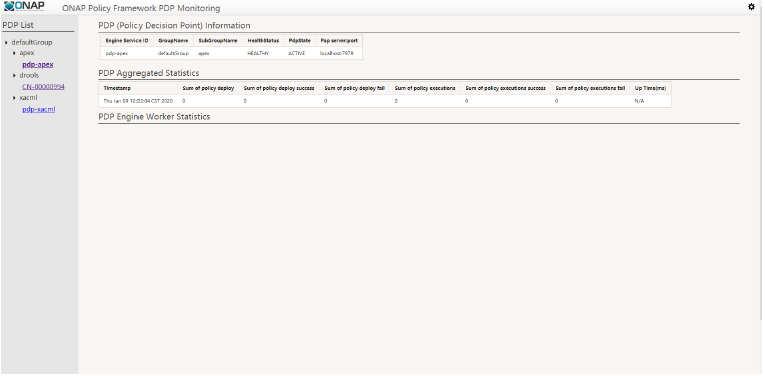 ONAP
ONAP Policy Framework PDP Monitoring
PDP List
defaultGroup
apex
pdp-apex
drools
CN-00000994
xacml
pdp-xacml
PDP (Policy Decision Point) Information
Engine Service ID GroupName SubGroupName HealthStatus PdpState Pap server:port
pdp-apex defaultGroup apex HEALTHY ACTIVE localhost:7979
PDP Aggregated Statistics
Timestamp Sum of policy deploy Sum of policy deploy success Sum of policy deploy fail Sum of policy executions Sum of policy executions success Sum of policy executions fail Up Time(ms)
Thu Jan 09 12:02:04 CST 2020 0 0 0 0 0 0 N/A
PDP Engine Worker Statistics